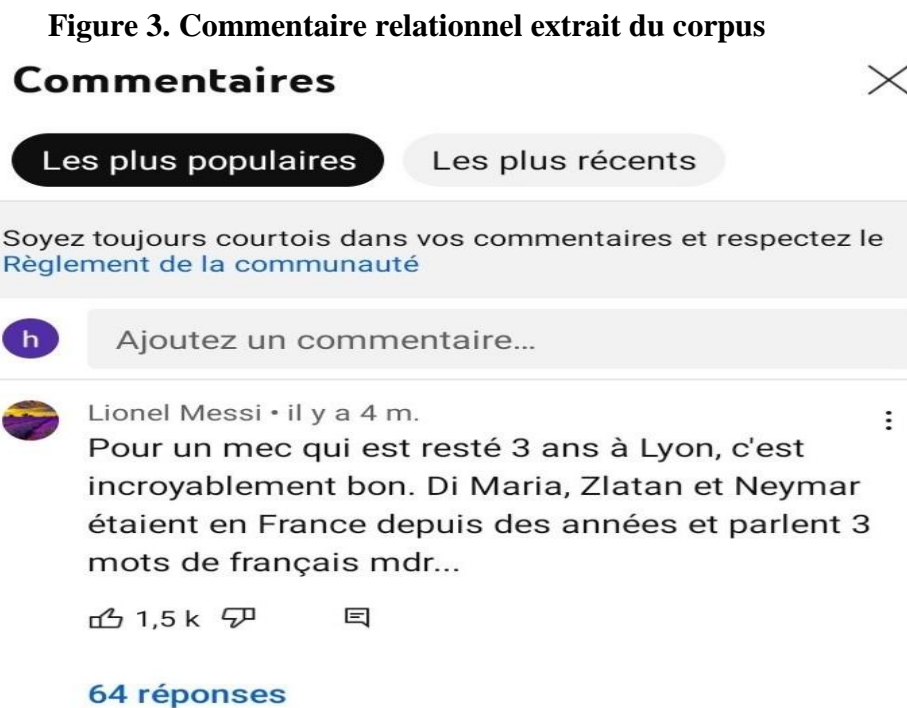 Figure 3. Commentaire relationnel extrait du corpus
Commentaires
Les plus populaires
Les plus récents
Soyez toujours courtois dans vos commentaires et respectez le
Règlement de la communauté
h
Ajoutez un commentaire...
Lionel Messi • il y a 4 m.
Pour un mec qui est resté 3 ans à Lyon, c'est
incroyablement bon. Di Maria, Zlatan et Neymar
étaient en France depuis des années et parlent 3
mots de français mdr...
1,5 k
64 réponses